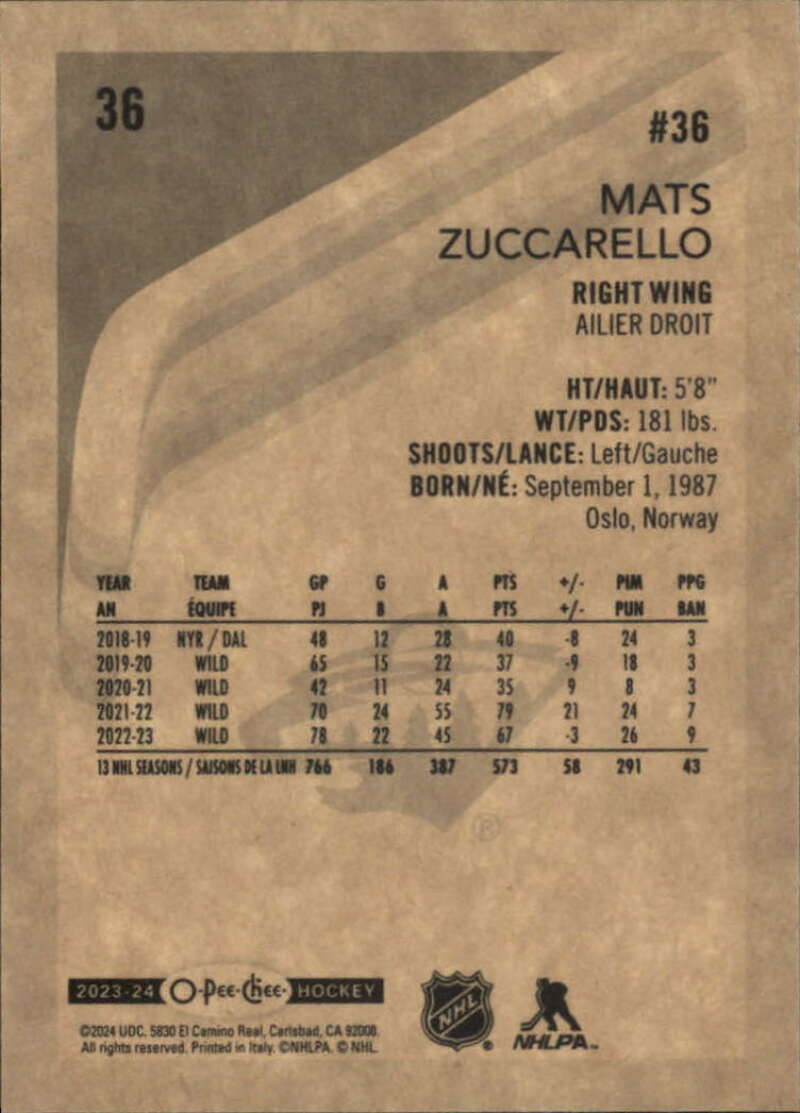 36
#36
MATS
ZUCCARELLO
RIGHT WING
AILIER DROIT
HT/HAUT: 5'8"
WT/PDS: 181 lbs.
SHOOTS/LANCE: Left/Gauche
BORN/NÉ: September 1, 1987
Oslo, Norway
YEAR TEAM GP G A PTS +/- PIM PPG
AN ÉQUIPE PJ B A PTS +/- PUN BAN
2018-19 NYR / DAL 48 12 28 40 -8 24 3
2019-20 WILD 65 15 22 37 -9 18 3
2020-21 WILD 42 11 24 35 9 8 3
2021-22 WILD 70 24 55 79 21 24 7
2022-23 WILD 78 22 45 67 -3 26 9
13 NHL SEASONS / SAISONS DE LA LNH 766 186 387 573 58 291 43
®
2023-24 O-Pee-Chee HOCKEY
©2024 UDC. 5830 El Camino Real, Carlsbad, CA 92008.
All rights reserved. Printed in Italy. ©NHLPA. © NHL.
NHL ®
NHLPA™